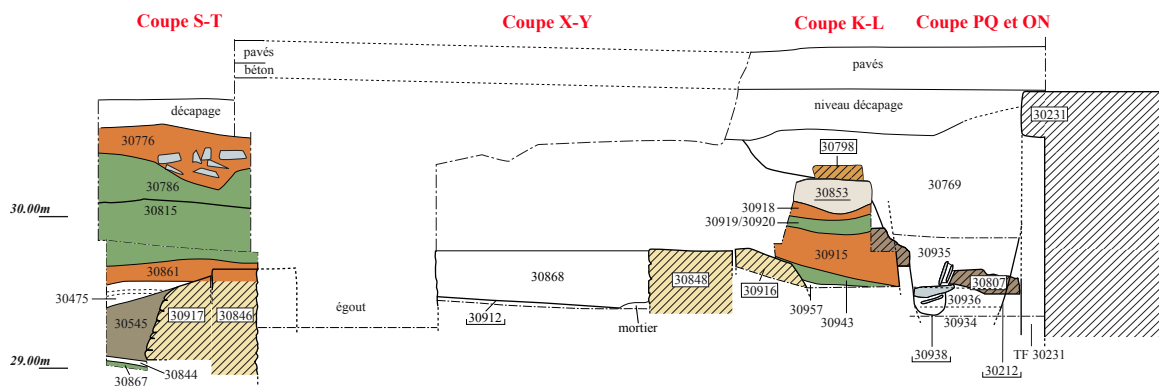 Coupe S-T
Coupe X-Y
Coupe K-L
Coupe PQ et ON
pavés
béton
pavés
décapage
niveau décapage
30776
30231
30798
30786
30853
30769
30.00m
30815
30918
30919/30920
30915
30935
30861
30868
30848
30807
30475
30916
30936
30917
30846
égout
30545
30912
mortier
30957
30943
30934
30938
TF 30231
29.00m
30844
30867
30212